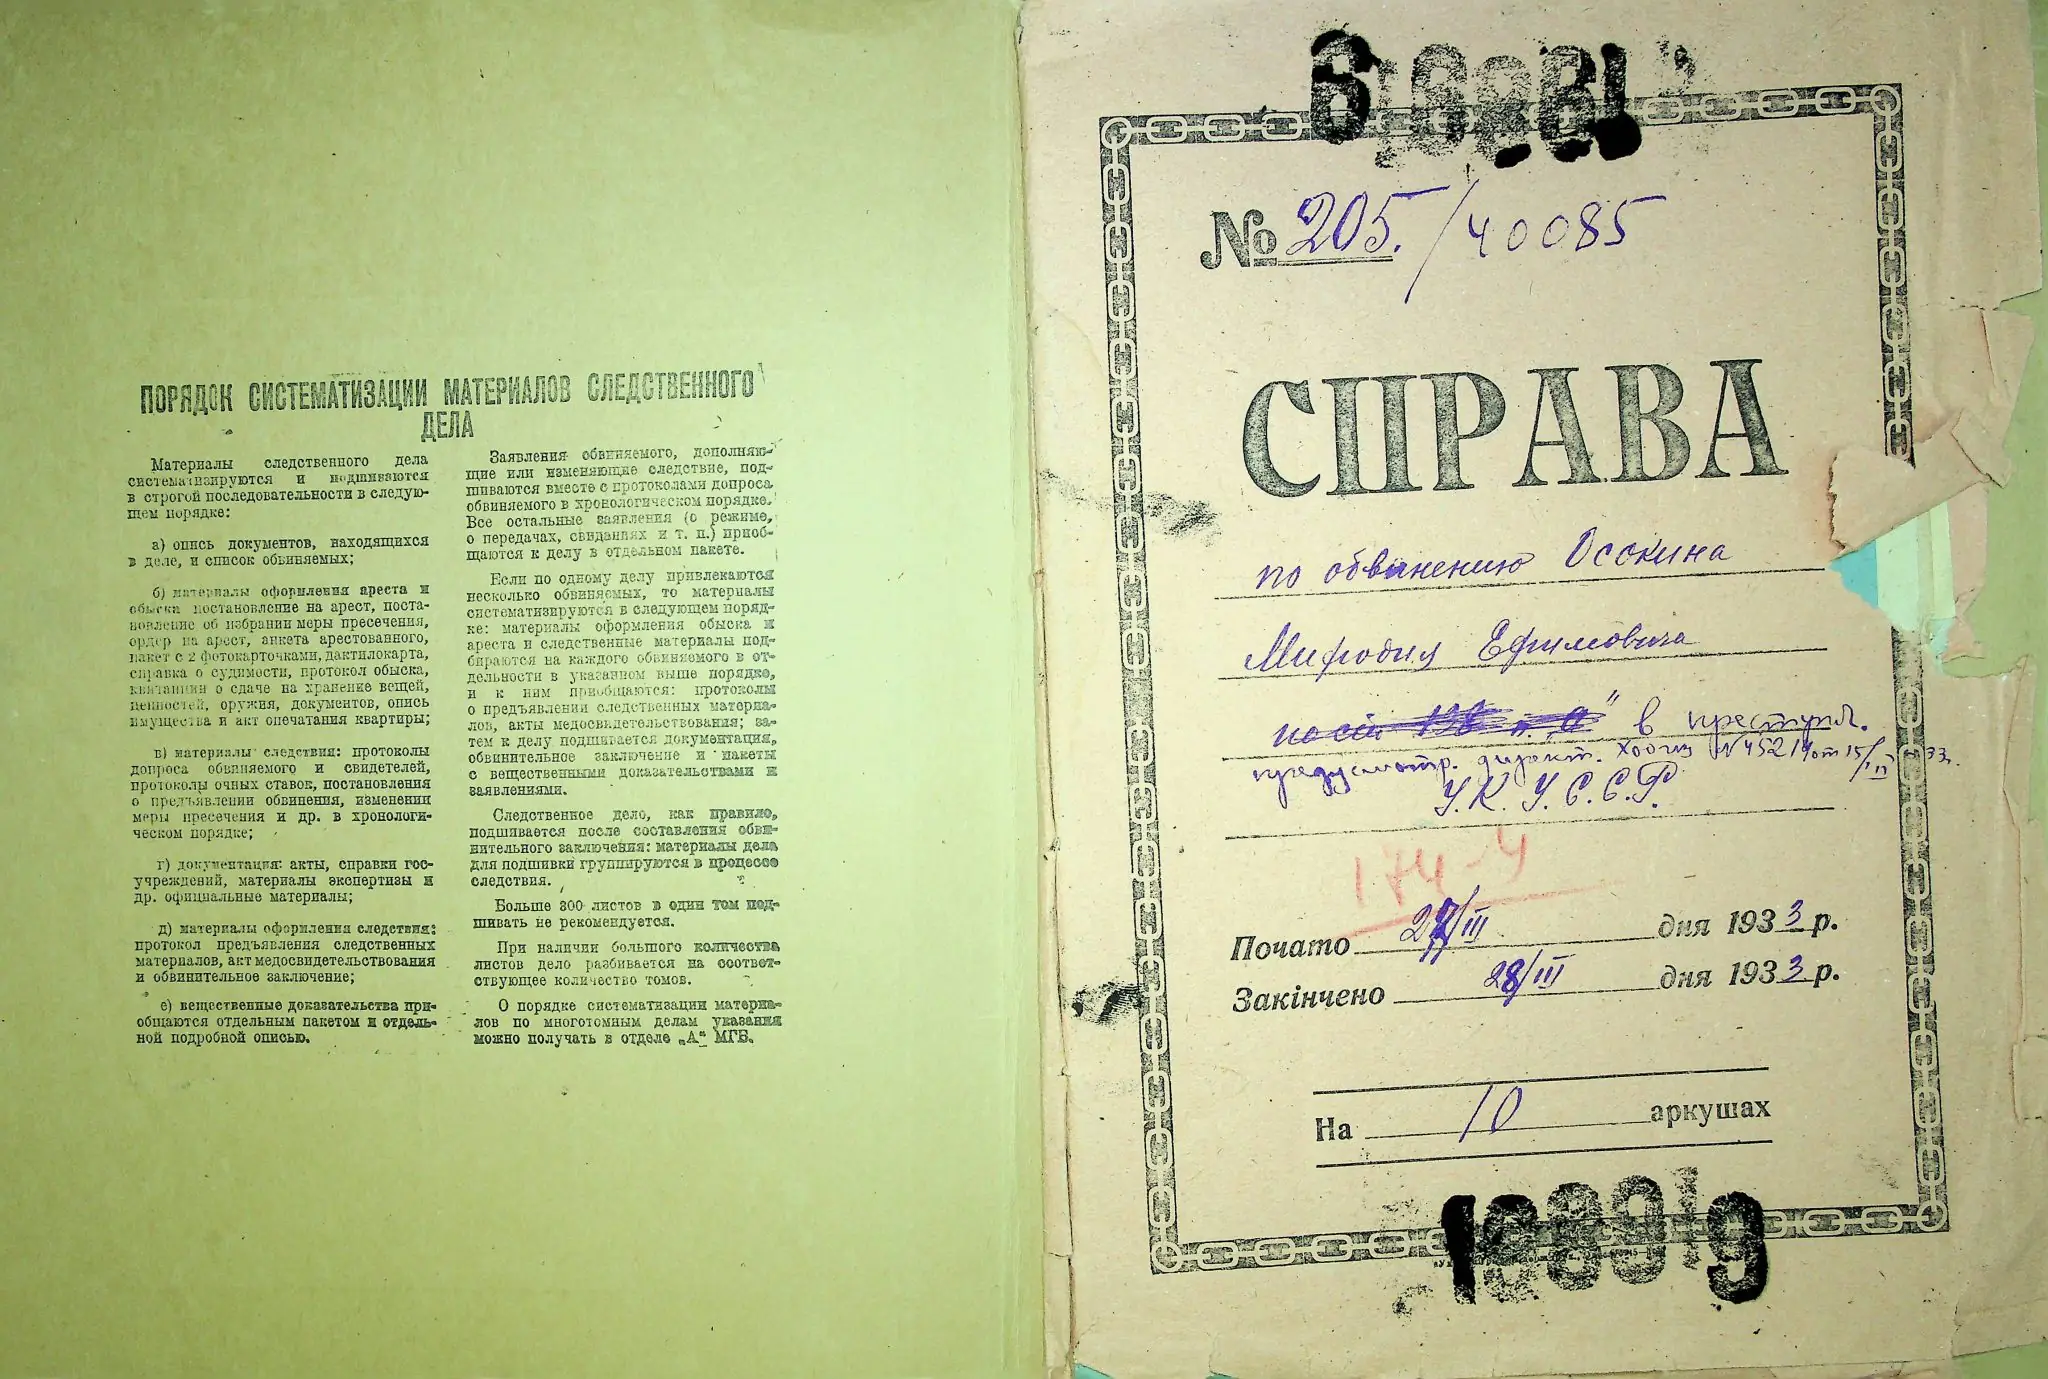 ПОРЯДОК СИСТЕМАТИЗАЦИИ МАТЕРИАЛОВ СЛЕДСТВЕННОГО
ДЕЛА
Материалы следственного дела
систематизируются и подшиваются
в строгой последовательности в следую-
щем порядке:
а) опись документов, находящихся
в деле, и список обвиняемых;
б) материалы оформления ареста и
обыска постановление на арест, поста-
новление об избрании меры пресечения,
ордер на арест, анкета арестованного,
пакет с 2 фотокарточками, дактилокарта,
справка о судимости, протокол обыска,
квитанции о сдаче на хранение вещей,
ценностей, оружия, документов, опись
имущества и акт опечатания квартиры;
в) материалы следствия: протоколы
допроса обвиняемого и свидетелей,
протоколы очных ставок, постановления
о предъявлении обвинения, изменении
меры пресечения и др. в хронологи-
ческом порядке;
г) документация: акты, справки гос-
учреждений, материалы экспертизы и
др. официальные материалы;
д) материалы оформления следствия:
протокол предъявления следственных
материалов, акт медосвидетельствования
и обвинительное заключение;
е) вещественные доказательства при-
общаются отдельным пакетом и отдель-
ной подробной описью.
Заявления обвиняемого, дополняю-
щие или изменяющие следствие, под-
шиваются вместе с протоколами допроса
обвиняемого в хронологическом порядке.
Все остальные заявления (о режиме,
о передачах, свиданиях и т. п.) приоб-
щаются к делу в отдельном пакете.
Если по одному делу привлекаются
несколько обвиняемых, то материалы
систематизируются в следующем поряд-
ке: материалы оформления обыска и
ареста и следственные материалы под-
бираются на каждого обвиняемого в от-
дельности в указанном выше порядке,
и к ним приобщаются: протоколы
о предъявлении следственных материа-
лов, акты медосвидетельствования; за-
тем к делу подшивается документация,
обвинительное заключение и пакеты
с вещественными доказательствами и
заявлениями.
Следственное дело, как правило,
подшивается после составления обви-
нительного заключения: материалы дела
для подшивки группируются в процессе
следствия.
Больше 300 листов в один том под-
шивать не рекомендуется.
При наличии большого количества
листов дело разбивается на соответ-
ствующее количество томов.
О порядке систематизации материа-
лов по многотомным делам указания
можно получать в отделе „А" МГБ.
№ 205. / 40085
СПРАВА
по обвинению Осокина
Мифодия Ефимовича
в преступл.
предусмотр. директ.
У.К. У.С.С.Р.
174-4
Почато 27/III дня 1933 р.
Закінчено 28/III дня 1933 р.
На 10 аркушах